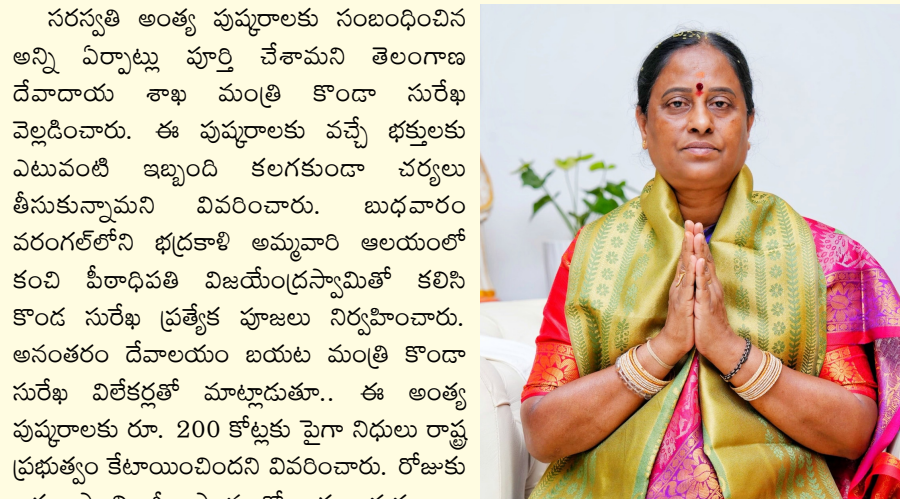 సరస్వతి అంత్య పుష్కరాలకు సంబంధించిన
అన్ని ఏర్పాట్లు పూర్తి చేశామని తెలంగాణ
దేవాదాయ శాఖ మంత్రి కొండా సురేఖ
వెల్లడించారు. ఈ పుష్కరాలకు వచ్చే భక్తులకు
ఎటువంటి ఇబ్బంది కలగకుండా చర్యలు
తీసుకున్నామని వివరించారు. బుధవారం
వరంగల్‌లోని భద్రకాళి అమ్మవారి ఆలయంలో
కంచి పీఠాధిపతి విజయేంద్రస్వామితో కలిసి
కొండ సురేఖ ప్రత్యేక పూజలు నిర్వహించారు.
అనంతరం దేవాలయం బయట మంత్రి కొండా
సురేఖ విలేకర్లతో మాట్లాడుతూ.. ఈ అంత్య
పుష్కరాలకు రూ. 200 కోట్లకు పైగా నిధులు రాష్ట్ర
ప్రభుత్వం కేటాయించిందని వివరించారు. రోజుకు